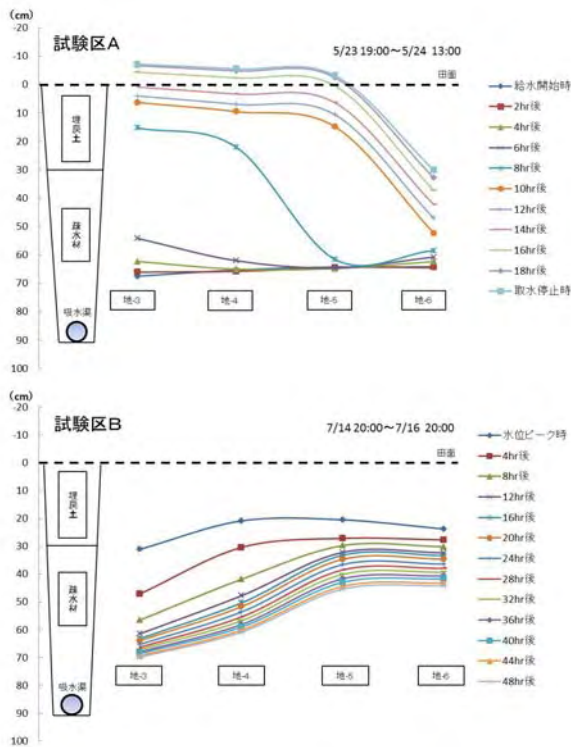 (cm)
試験区A
5/23 19:00~5/24 13:00
田面
-20
-10
0
10
20
30
40
50
60
70
80
90
100
埋戻土
疎水材
吸水渠
地-3
地-4
地-5
地-6
給水開始時
2hr後
4hr後
6hr後
8hr後
10hr後
12hr後
14hr後
16hr後
18hr後
取水停止時
(cm)
試験区B
7/14 20:00~7/16 20:00
田面
-20
-10
0
10
20
30
40
50
60
70
80
90
100
埋戻土
疎水材
吸水渠
地-3
地-4
地-5
地-6
水位ピーク時
4hr後
8hr後
12hr後
16hr後
20hr後
24hr後
28hr後
32hr後
36hr後
40hr後
44hr後
48hr後